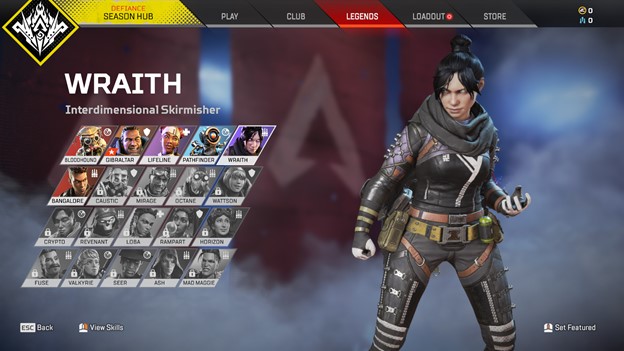 DEFIANCE
SEASON HUB
PLAY
CLUB
LEGENDS
LOADOUT
STORE
0
0
WRAITH
Interdimensional Skirmisher
BLOODHOUND GIBRALTAR LIFELINE PATHFINDER WRAITH
BANGALORE CAUSTIC MIRAGE OCTANE WATTSON
CRYPTO REVENANT LOBA RAMPART HORIZON
FUSE VALKYRIE SEER ASH MAD MAGGIE
ESC Back
View Skills
Set Featured